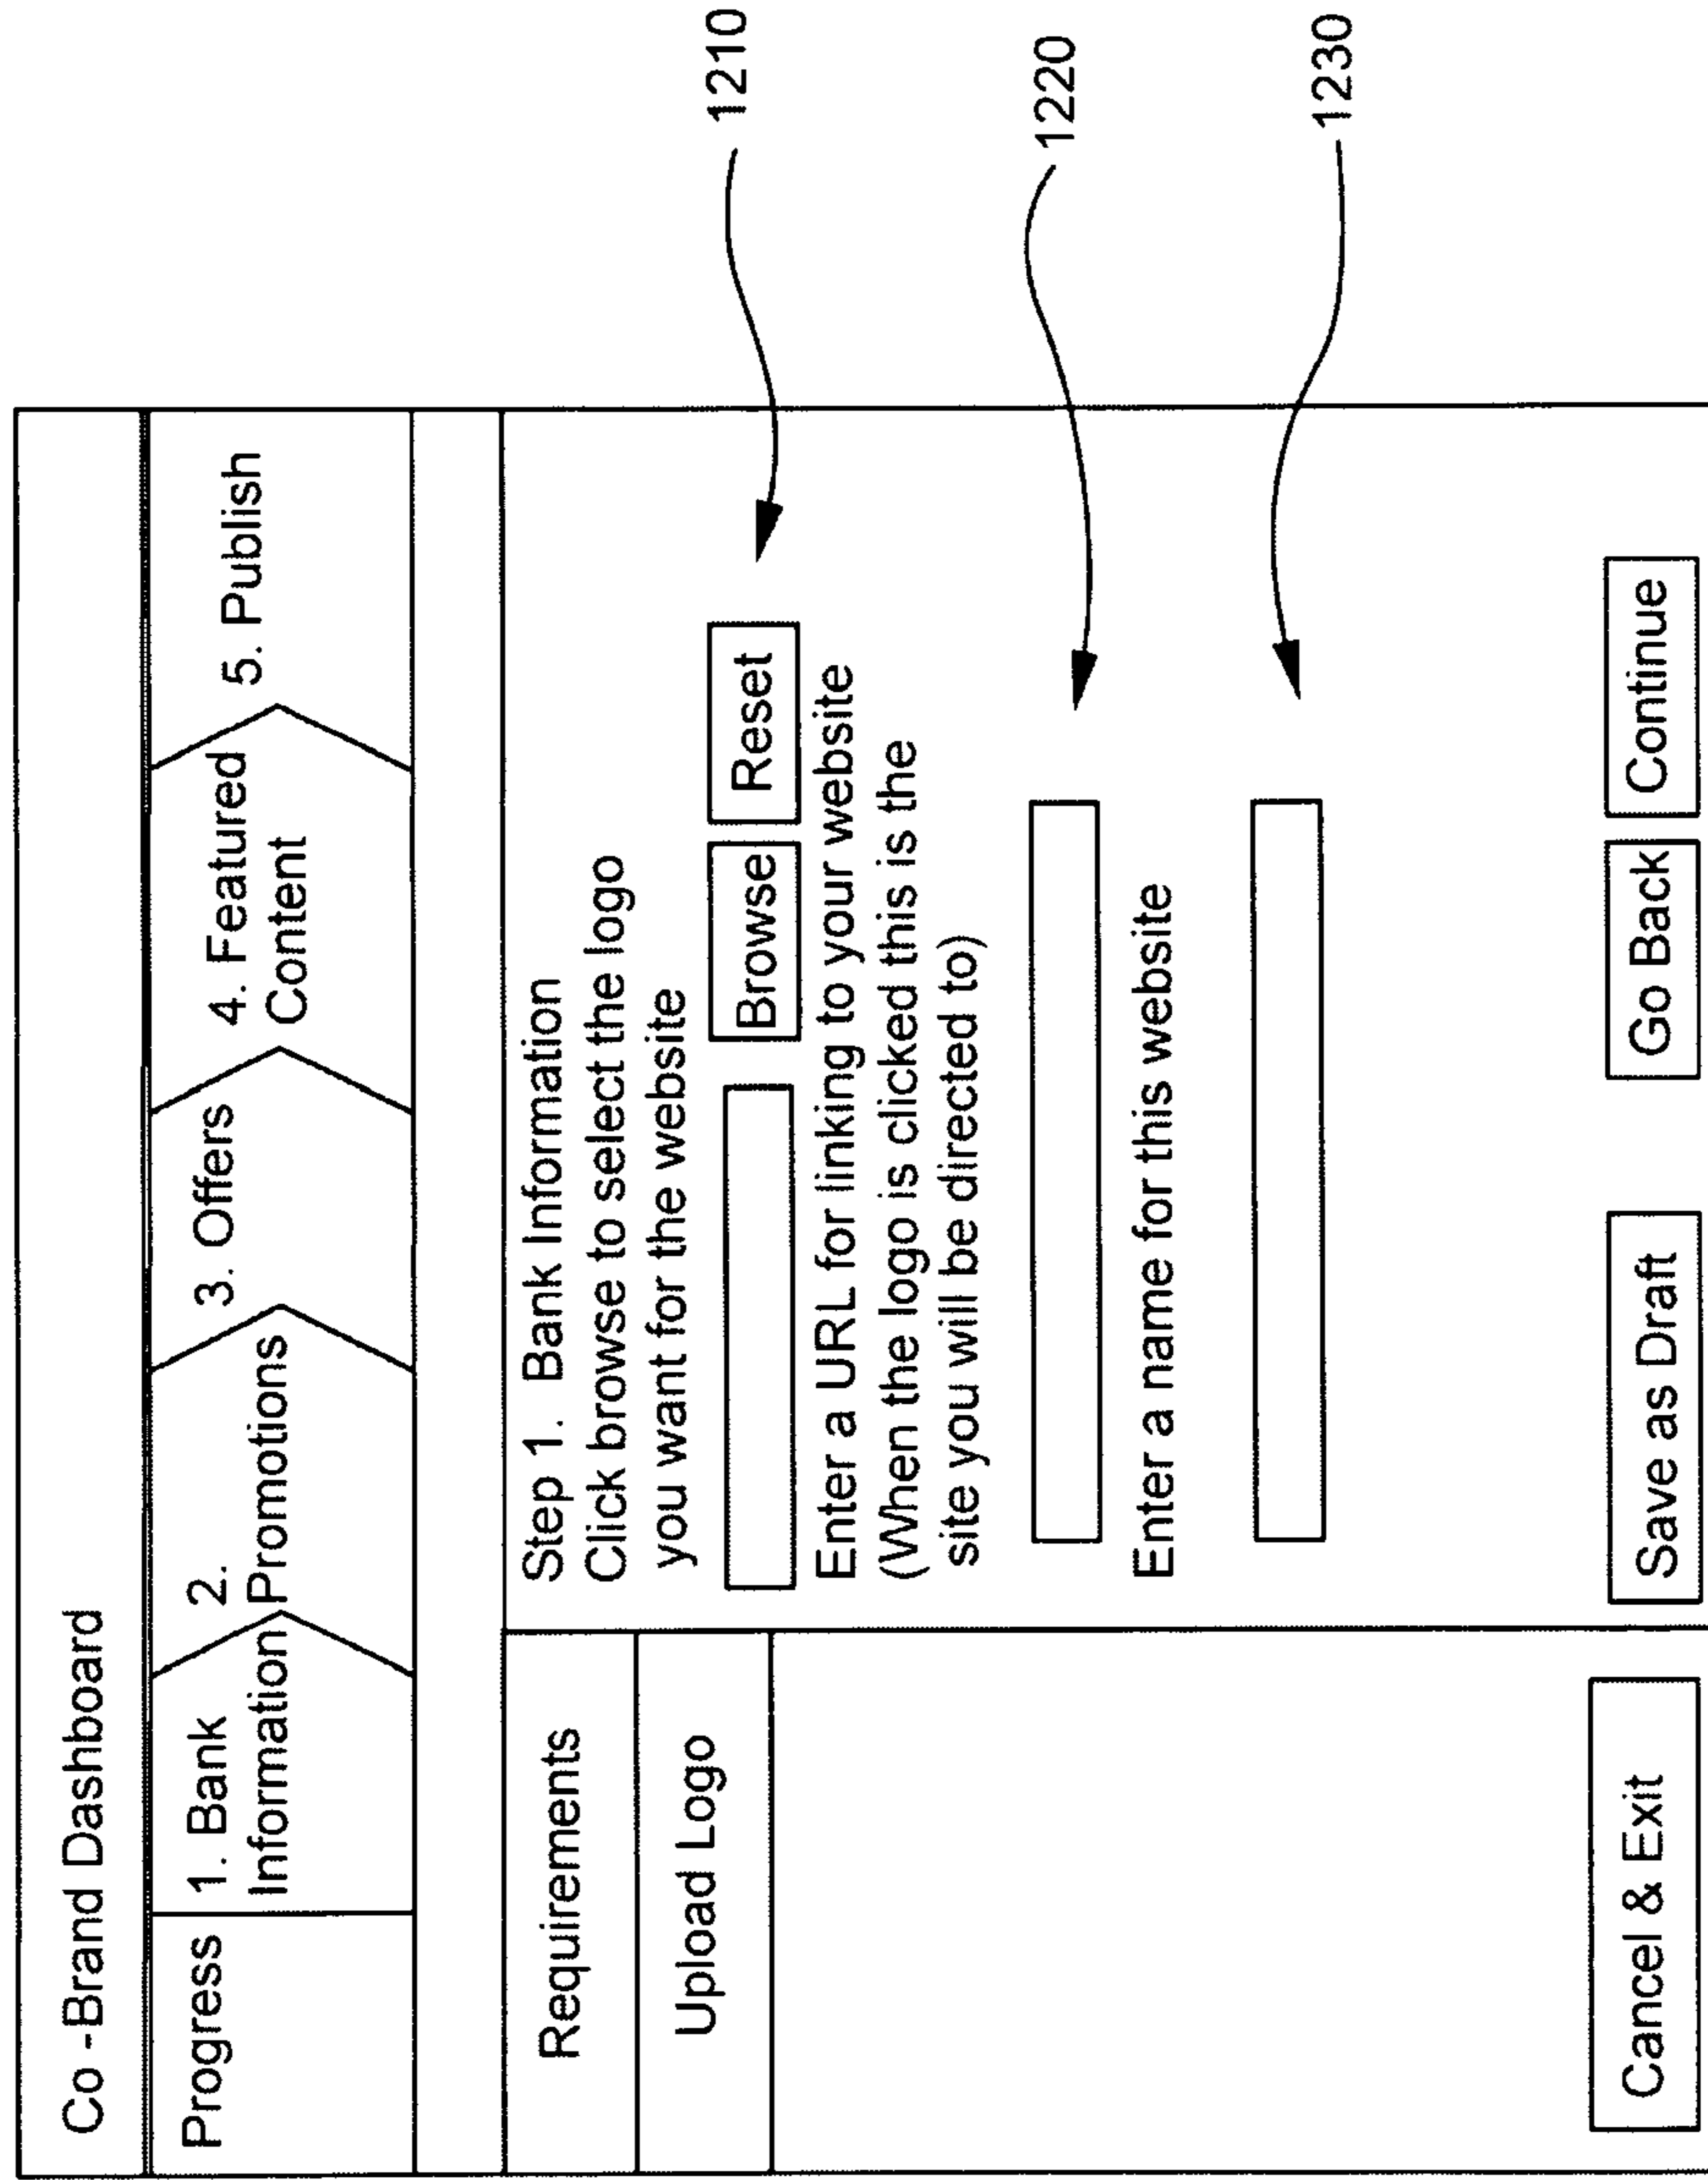 Co -Brand Dashboard
Progress
1. Bank
Information
2.
Promotions
3. Offers
4. Featured
Content
5. Publish
Requirements
Upload Logo
Step 1. Bank Information
Click browse to select the logo
you want for the website
Browse
Reset
1210
Enter a URL for linking to your website
(When the logo is clicked this is the
site you will be directed to)
1220
Enter a name for this website
1230
Cancel & Exit
Save as Draft
Go Back
Continue